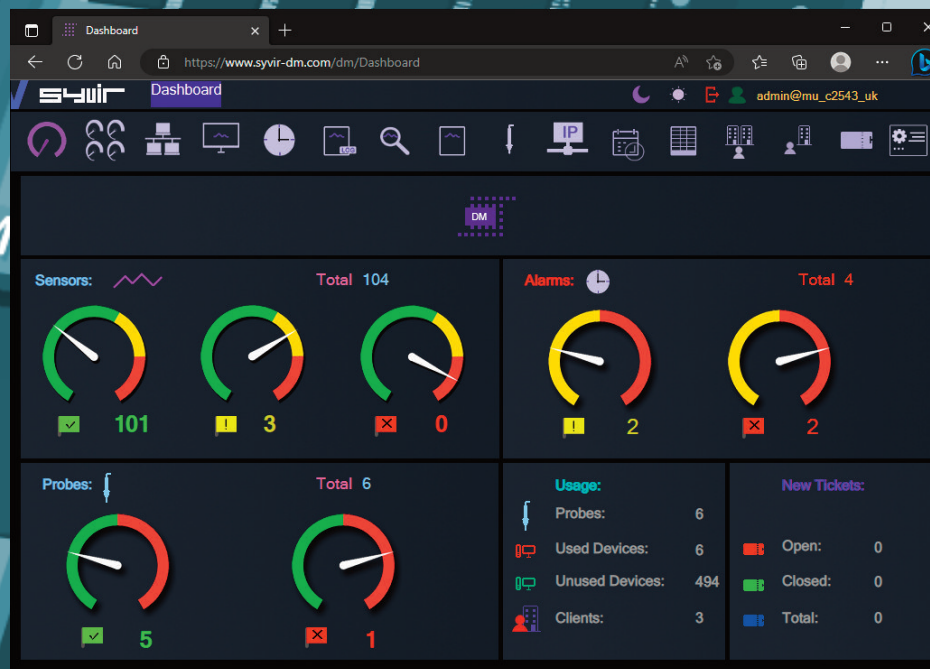 Dashboard
https://www.syvir-dm.com/dm/Dashboard
syvir
Dashboard
admin@mu_c2543_uk
LOG
IP
DM
Sensors:
Total 104
101
3
0
Alarms:
Total 4
2
2
Probes:
Total 6
5
1
Usage:
Probes: 6
Used Devices: 6
Unused Devices: 494
Clients: 3
New Tickets:
Open: 0
Closed: 0
Total: 0